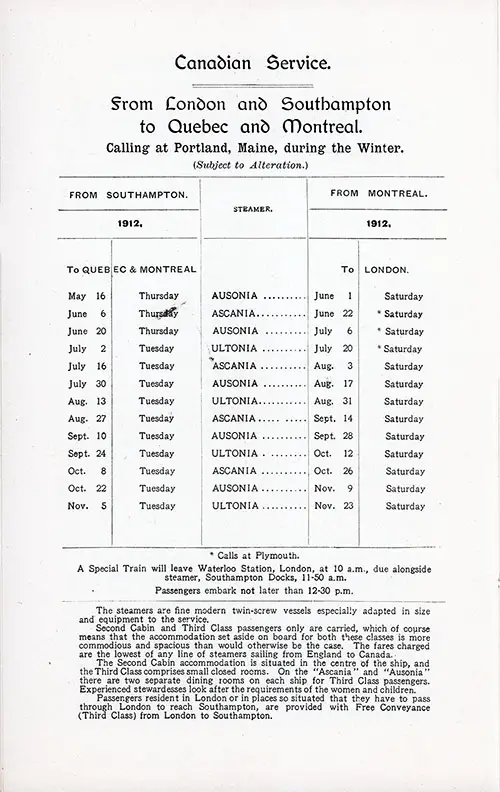 Canadian Service.
From London and Southampton
to Quebec and Montreal.
Calling at Portland, Maine, during the Winter.
(Subject to Alteration.)
FROM SOUTHAMPTON. STEAMER. FROM MONTREAL.
1912. 1912.
To QUEBEC & MONTREAL To LONDON.
May 16 Thursday AUSONIA .......... June 1 Saturday
June 6 Thursday ASCANIA........... June 22 * Saturday
June 20 Thursday AUSONIA ........ July 6 * Saturday
July 2 Tuesday ULTONIA ......... July 20 * Saturday
July 16 Tuesday ASCANIA .......... Aug. 3 Saturday
July 30 Tuesday AUSONIA .......... Aug. 17 Saturday
Aug. 13 Tuesday ULTONIA........... Aug. 31 Saturday
Aug. 27 Tuesday ASCANIA..... ..... Sept. 14 Saturday
Sept. 10 Tuesday AUSONIA .......... Sept. 28 Saturday
Sept. 24 Tuesday ULTONIA . ........ Oct. 12 Saturday
Oct. 8 Tuesday ASCANIA .......... Oct. 26 Saturday
Oct. 22 Tuesday AUSONIA .......... Nov. 9 Saturday
Nov. 5 Tuesday ULTONIA .......... Nov. 23 Saturday
* Calls at Plymouth.
A Special Train will leave Waterloo Station, London, at 10 a.m., due alongside
steamer, Southampton Docks, 11-50 a.m.
Passengers embark not later than 12-30 p.m.
The steamers are fine modern twin-screw vessels especially adapted in size
and equipment to the service.
Second Cabin and Third Class passengers only are carried, which of course
means that the accommodation set aside on board for both these classes is more
commodious and spacious than would otherwise be the case. The fares charged
are the lowest of any line of steamers sailing from England to Canada.
The Second Cabin accommodation is situated in the centre of the ship, and
the Third Class comprises small closed rooms. On the "Ascania" and "Ausonia"
there are two separate dining rooms on each ship for Third Class passengers.
Experienced stewardesses look after the requirements of the women and children.
Passengers resident in London or in places so situated that they have to pass
through London to reach Southampton, are provided with Free Conveyance
(Third Class) from London to Southampton.